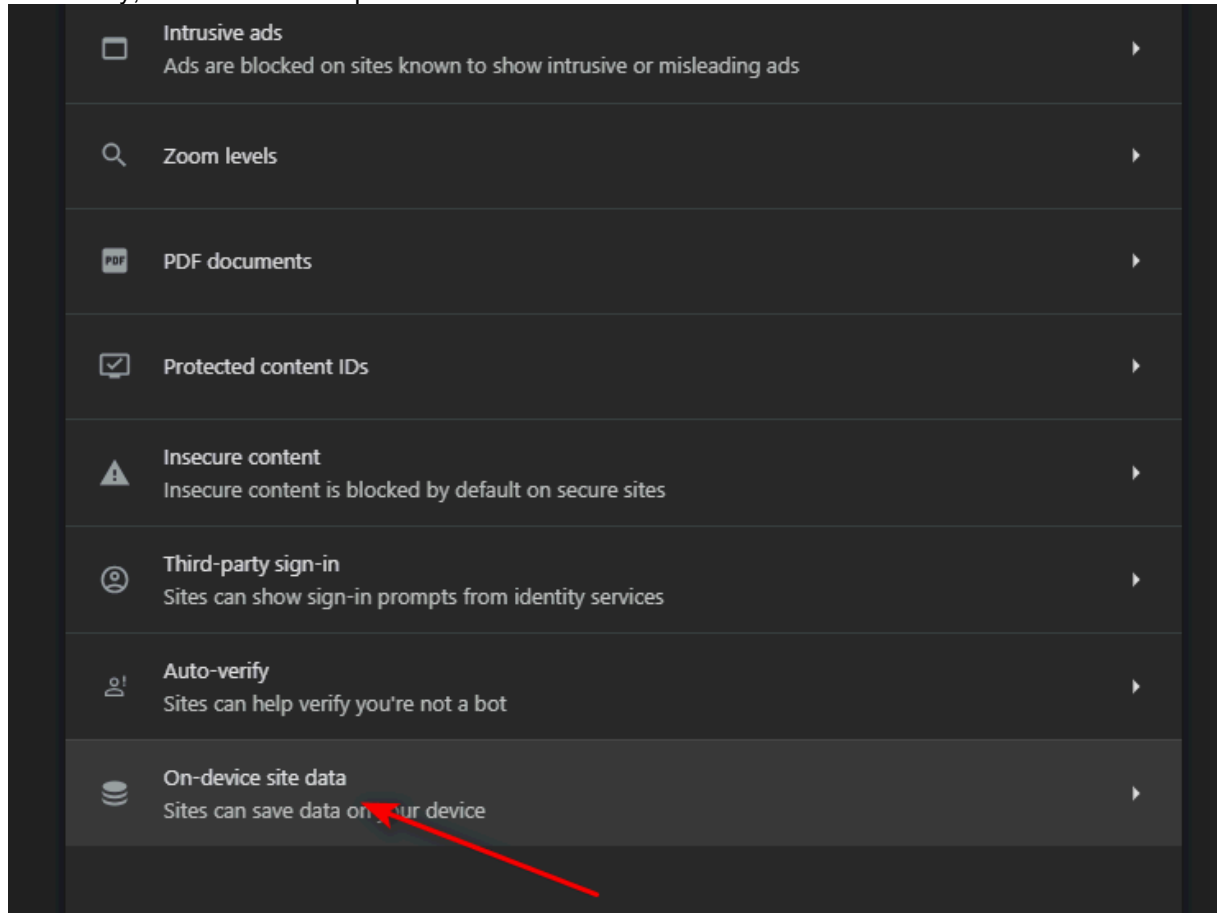 Intrusive ads
Ads are blocked on sites known to show intrusive or misleading ads
Zoom levels
PDF
PDF documents
Protected content IDs
Insecure content
Insecure content is blocked by default on secure sites
Third-party sign-in
Sites can show sign-in prompts from identity services
Auto-verify
Sites can help verify you're not a bot
On-device site data
Sites can save data on your device